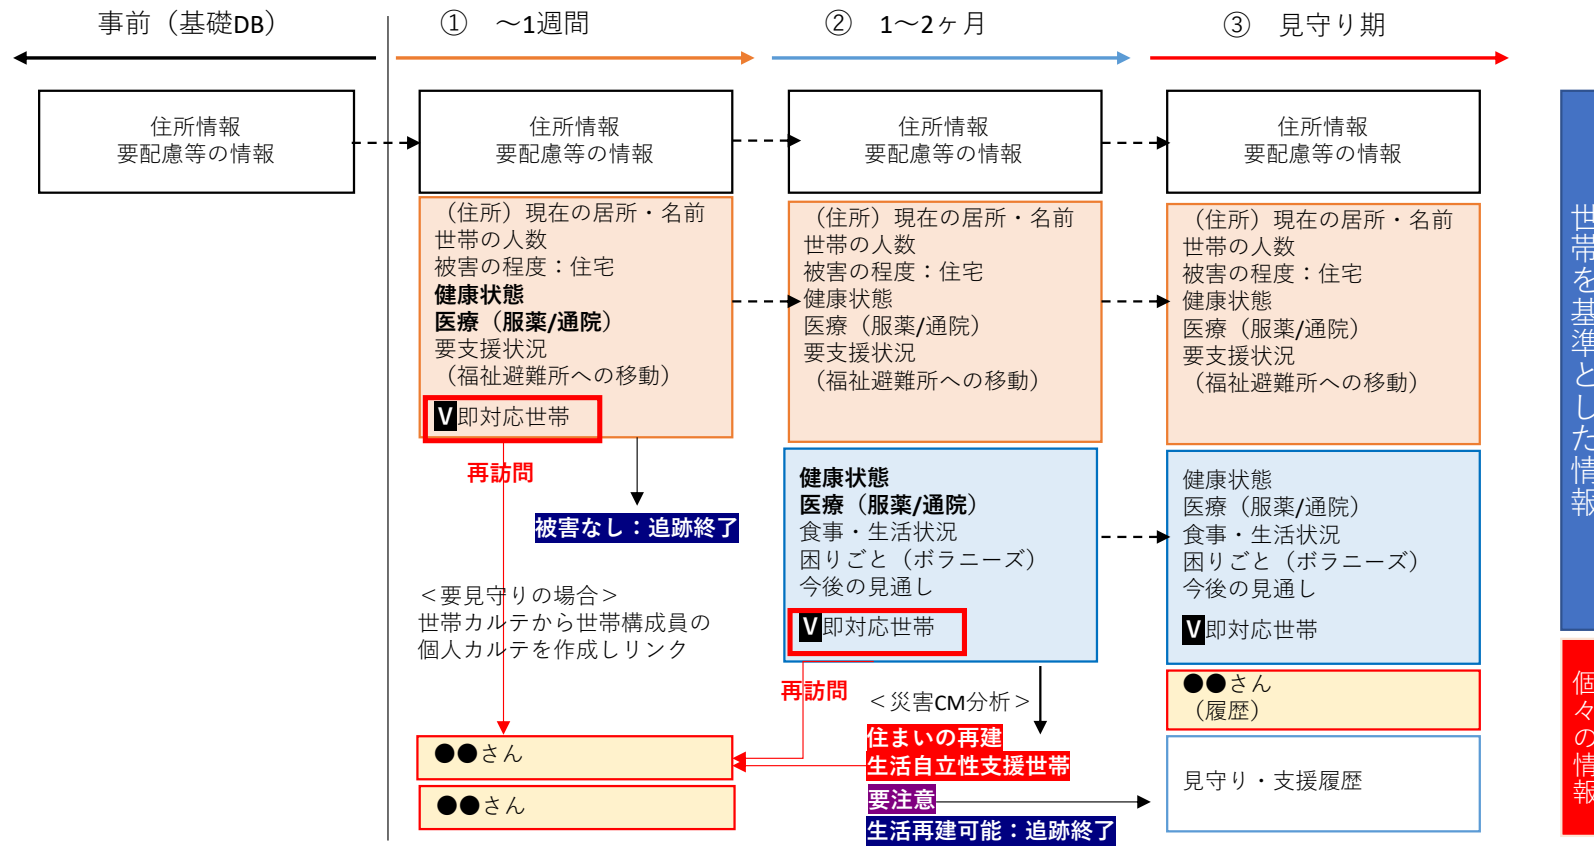 事前（基礎DB）
① ～1週間
② 1～2ヶ月
③ 見守り期
住所情報
要配慮等の情報
住所情報
要配慮等の情報
住所情報
要配慮等の情報
住所情報
要配慮等の情報
（住所）現在の居所・名前
世帯の人数
被害の程度：住宅
健康状態
医療（服薬/通院）
要支援状況
（福祉避難所への移動）
V即対応世帯
（住所）現在の居所・名前
世帯の人数
被害の程度：住宅
健康状態
医療（服薬/通院）
要支援状況
（福祉避難所への移動）
（住所）現在の居所・名前
世帯の人数
被害の程度：住宅
健康状態
医療（服薬/通院）
要支援状況
（福祉避難所への移動）
再訪問
被害なし：追跡終了
＜要見守りの場合＞
世帯カルテから世帯構成員の
個人カルテを作成しリンク
●●さん
●●さん
健康状態
医療（服薬/通院）
食事・生活状況
困りごと（ボラニーズ）
今後の見通し
V即対応世帯
再訪問
＜災害CM分析＞
住まいの再建
生活自立性支援世帯
要注意
生活再建可能：追跡終了
健康状態
医療（服薬/通院）
食事・生活状況
困りごと（ボラニーズ）
今後の見通し
V即対応世帯
●●さん
（履歴）
見守り・支援履歴
世帯を基準とした情報
個々の情報